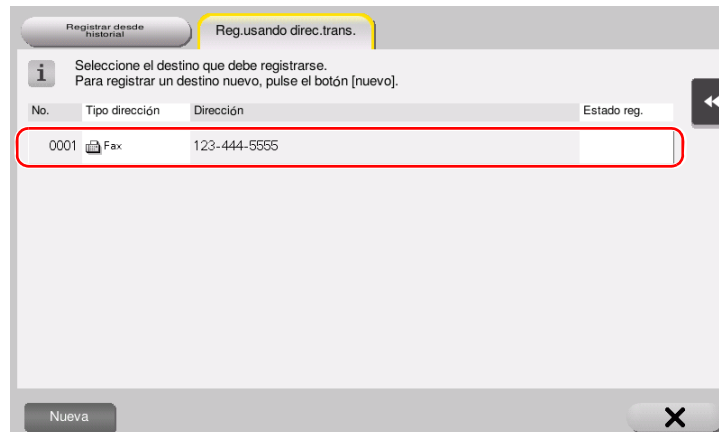 Registrar desde
historial
Reg.usando direc.trans.
i
Seleccione el destino que debe registrarse.
Para registrar un destino nuevo, pulse el botón [nuevo].
No. Tipo dirección Dirección Estado reg.
0001 Fax 123-444-5555
Nueva